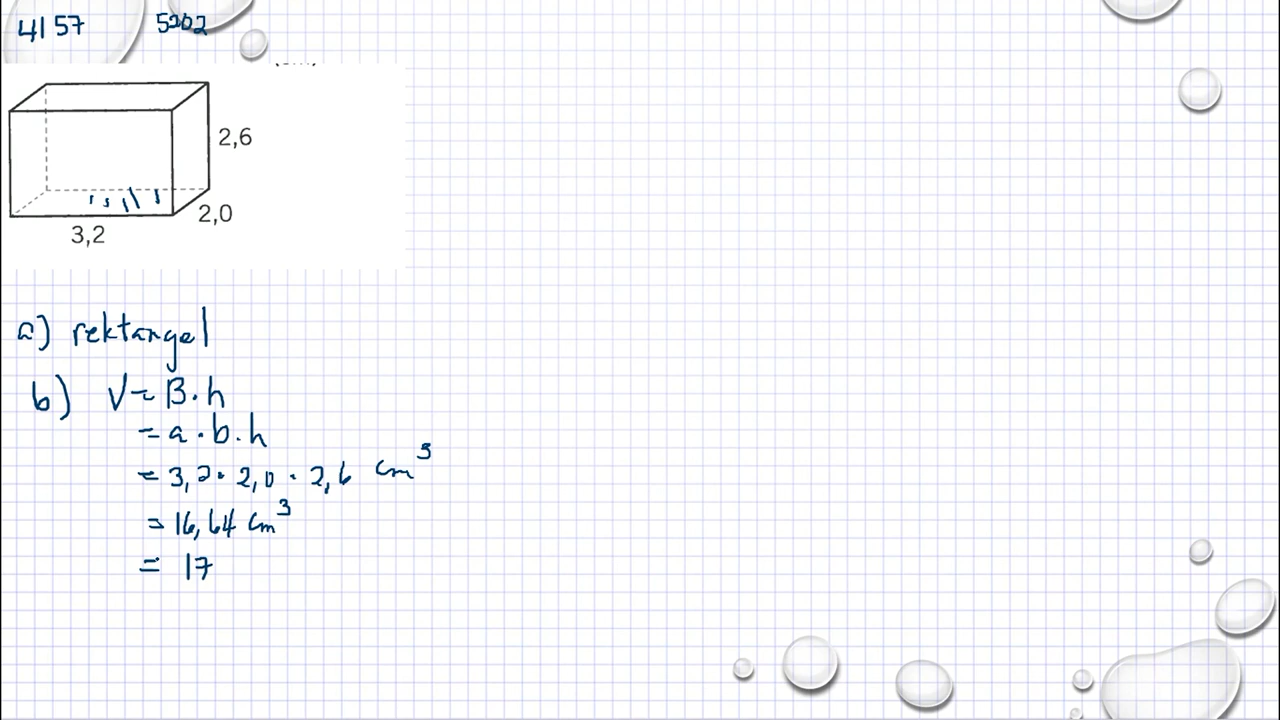 4157 5202
2,6
2,0
3,2
a) rektangel
b) V = B · h
= a · b · h
= 3,2 · 2,0 · 2,6 cm³
= 16,64 cm³
= 17